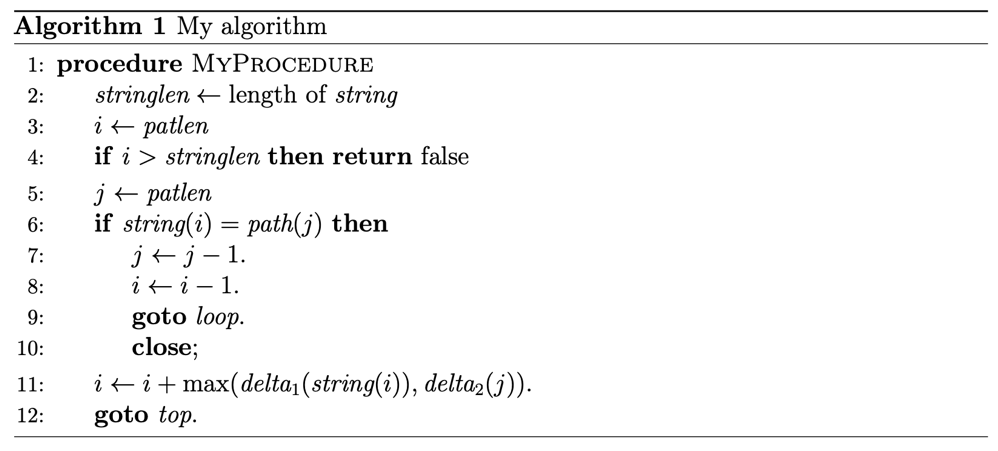 Algorithm 1 My algorithm
1: procedure MYPROCEDURE
2: stringlen ← length of string
3: i ← patlen
4: if i > stringlen then return false
5: j ← patlen
6: if string(i) = path(j) then
7: j ← j − 1.
8: i ← i − 1.
9: goto loop.
10: close;
11: i ← i + max(delta₁(string(i)), delta₂(j)).
12: goto top.